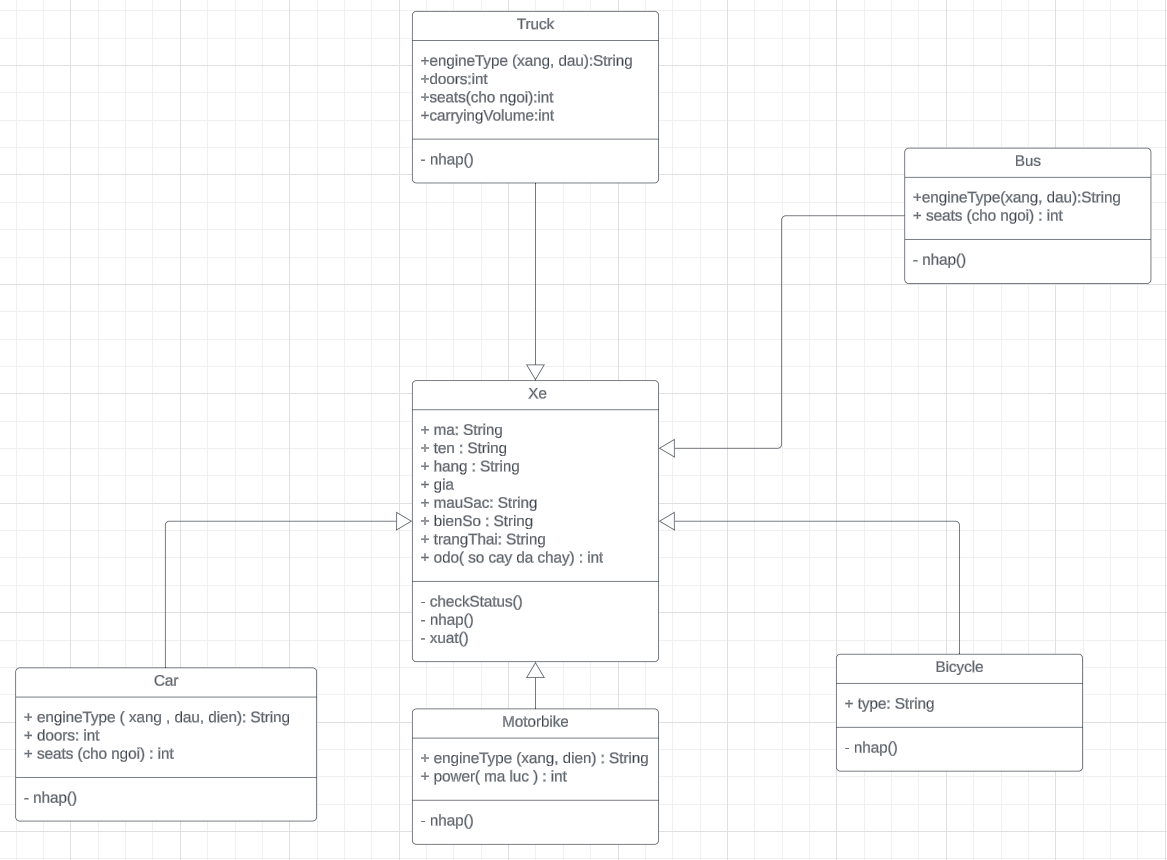 Truck
+engineType (xang, dau):String
+doors:int
+seats(cho ngoi):int
+carryingVolume:int
- nhap()
Bus
+engineType(xang, dau):String
+ seats (cho ngoi) : int
- nhap()
Xe
+ ma: String
+ ten : String
+ hang : String
+ gia
+ mauSac: String
+ bienSo : String
+ trangThai: String
+ odo( so cay da chay) : int
- checkStatus()
- nhap()
- xuat()
Car
+ engineType ( xang , dau, dien): String
+ doors: int
+ seats (cho ngoi) : int
- nhap()
Motorbike
+ engineType (xang, dien) : String
+ power( ma luc ) : int
- nhap()
Bicycle
+ type: String
- nhap()